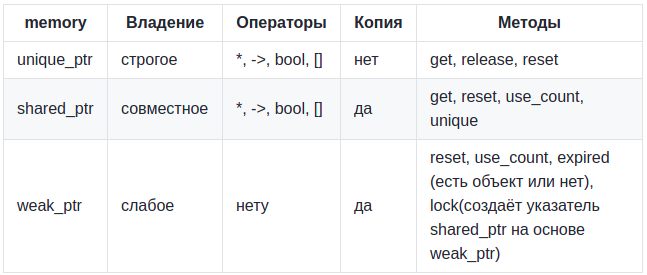 memory Владение Операторы Копия Методы
unique_ptr строгое *, ->, bool, [] нет get, release, reset
shared_ptr совместное *, ->, bool, [] да get, reset, use_count,
unique
weak_ptr слабое нету да reset, use_count, expired
(есть объект или нет),
lock(создаёт указатель
shared_ptr на основе
weak_ptr)